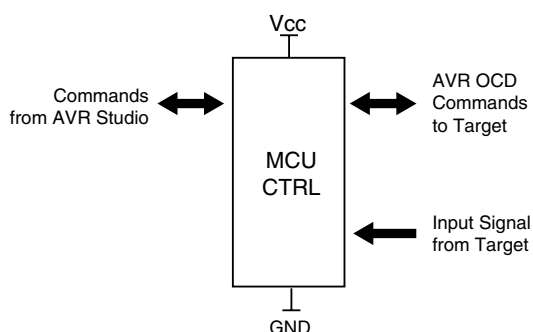 Vcc
Commands
from AVR Studio
AVR OCD
Commands
to Target
MCU
CTRL
Input Signal
from Target
GND